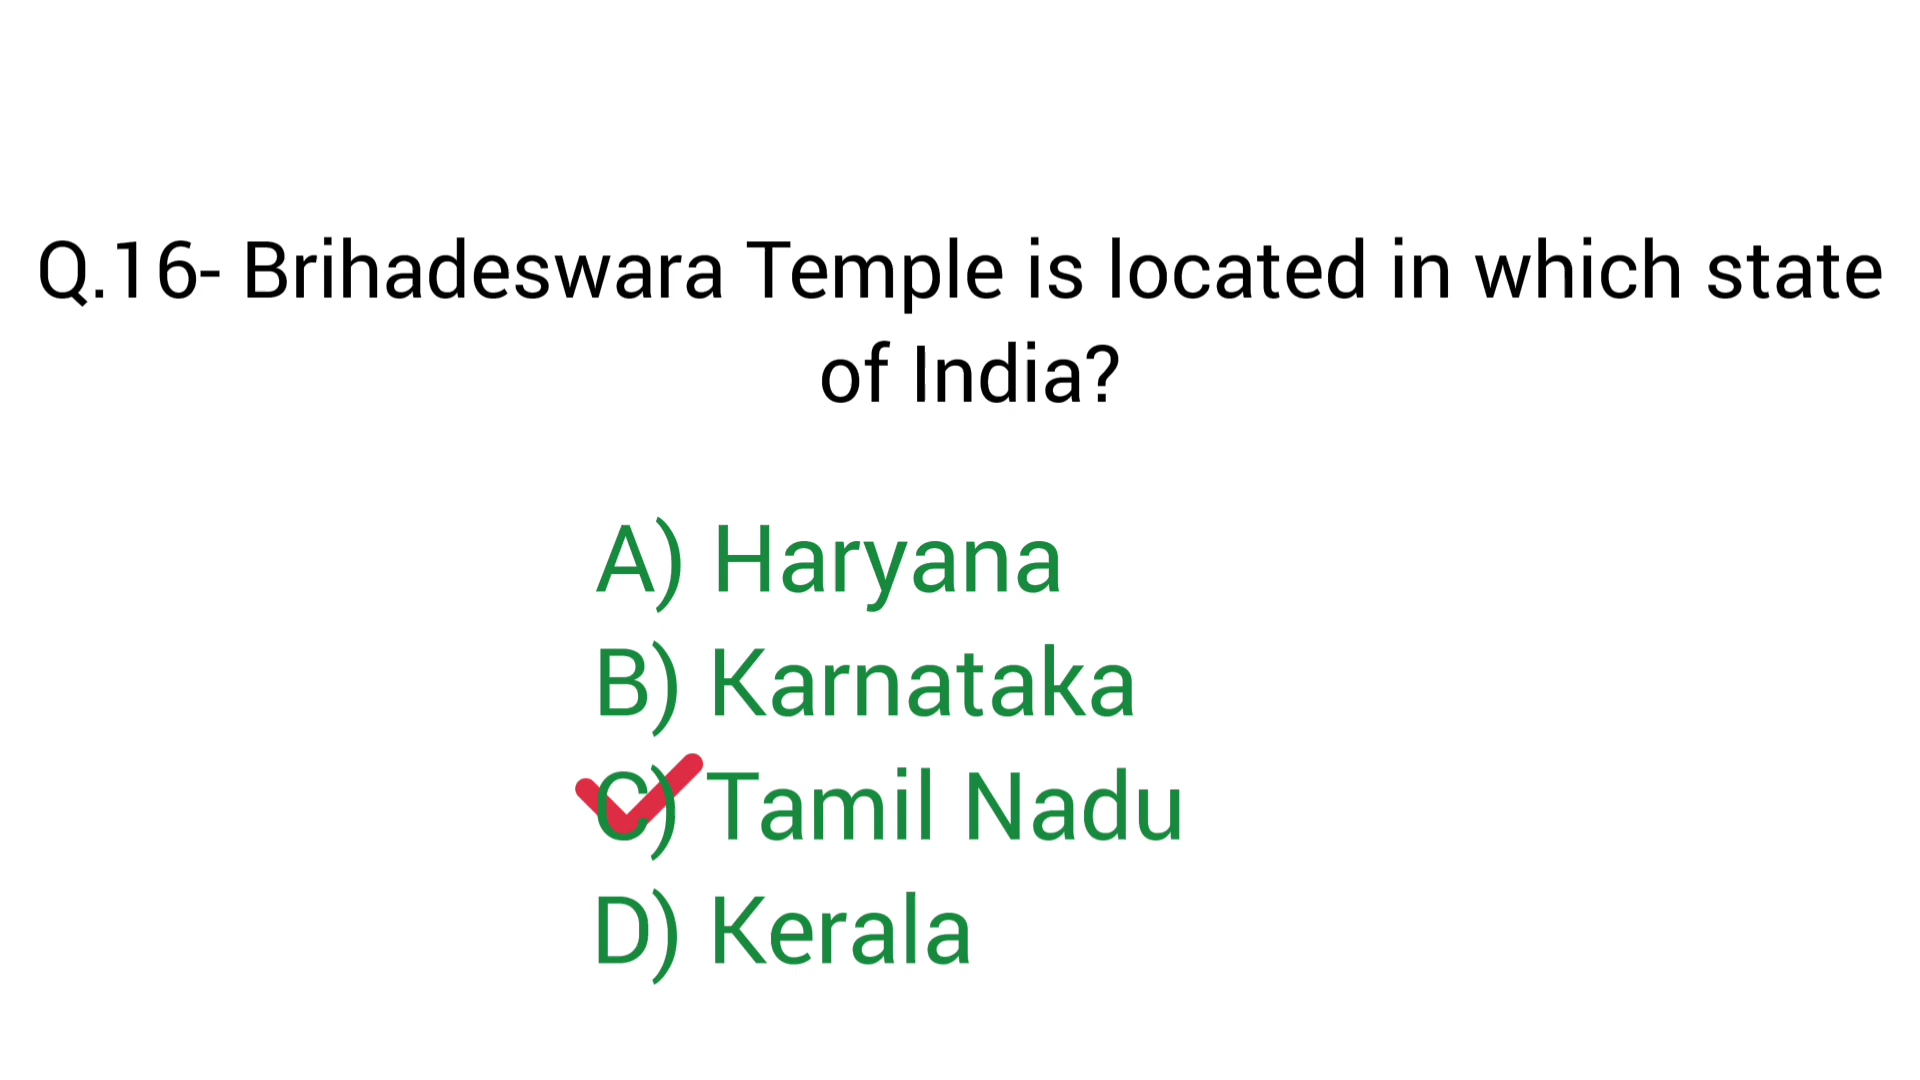 Q.16- Brihadeswara Temple is located in which state
of India?
A) Haryana
B) Karnataka
C) Tamil Nadu
D) Kerala